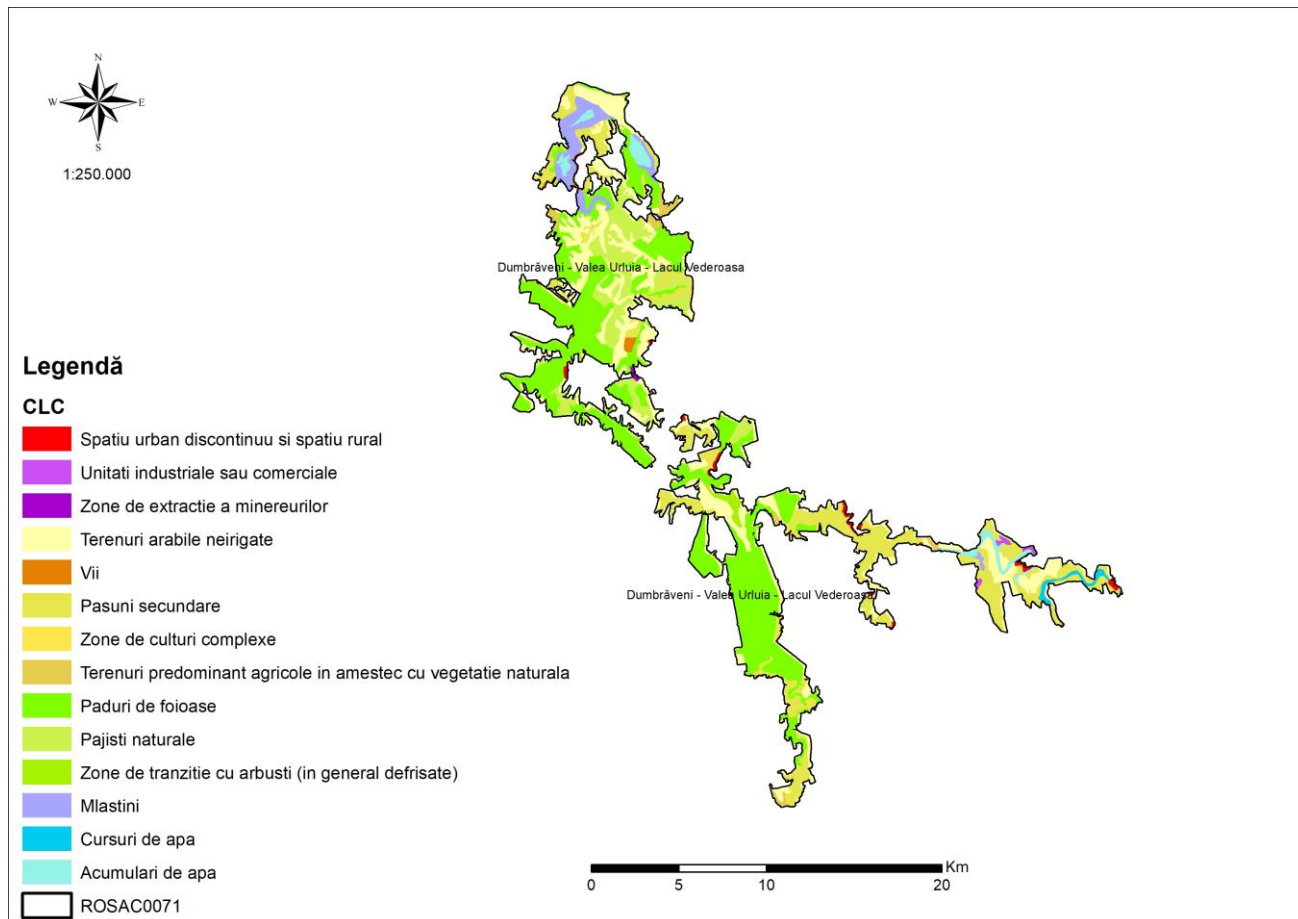 N
W
E
S
1:250.000
Dumbrăveni - Valea Urluia - Lacul Vederoasa
Dumbrăveni - Valea Urluia - Lacul Vederoasa
Legendă
CLC
Spatiu urban discontinuu si spatiu rural
Unitati industriale sau comerciale
Zone de extractie a minereurilor
Terenuri arabile neirigate
Vii
Pasuni secundare
Zone de culturi complexe
Terenuri predominant agricole in amestec cu vegetatie naturala
Paduri de foioase
Pajisti naturale
Zone de tranzitie cu arbusti (in general defrisate)
Mlastini
Cursuri de apa
Acumulari de apa
ROSAC0071
Km
0 5 10 20